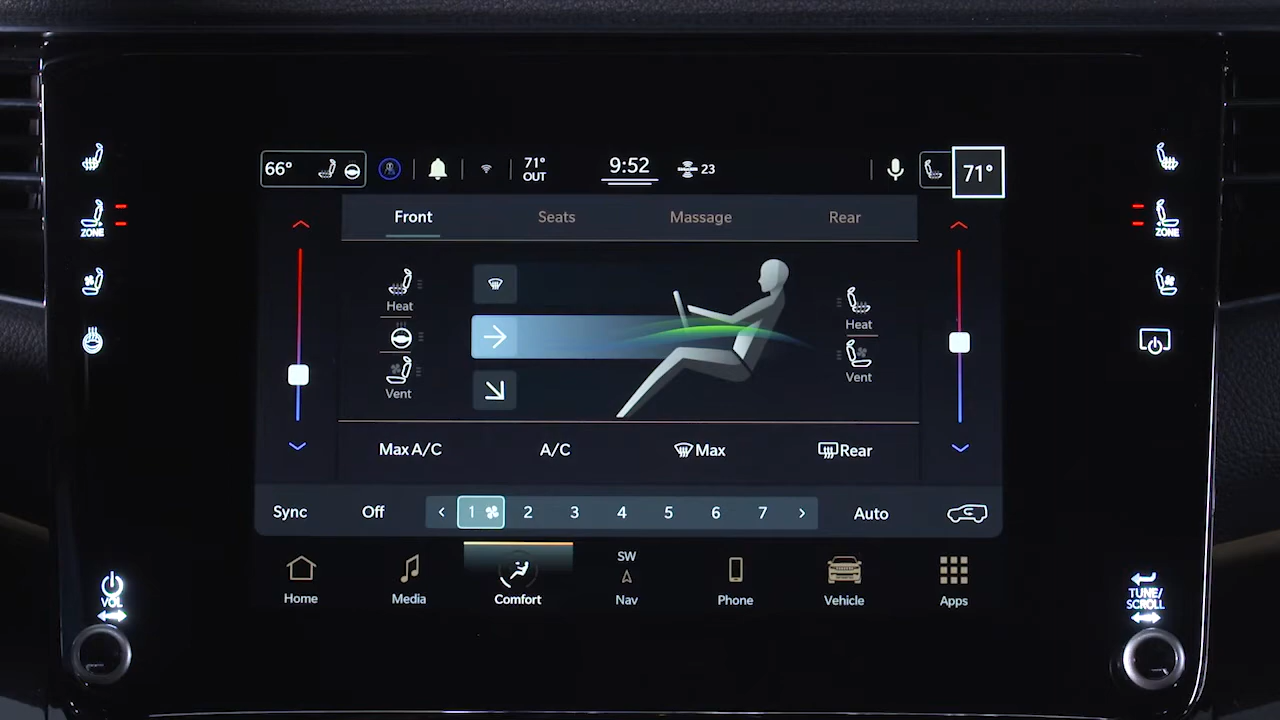 66°
71°
OUT
9:52
23
71°
Front Seats Massage Rear
ZONE
ZONE
Heat
Heat
Vent
Vent
Max A/C A/C Max Rear
Sync Off < 1 2 3 4 5 6 7 > Auto
SW
Home Media Comfort Nav Phone Vehicle Apps
VOL
TUNE/
SCROLL